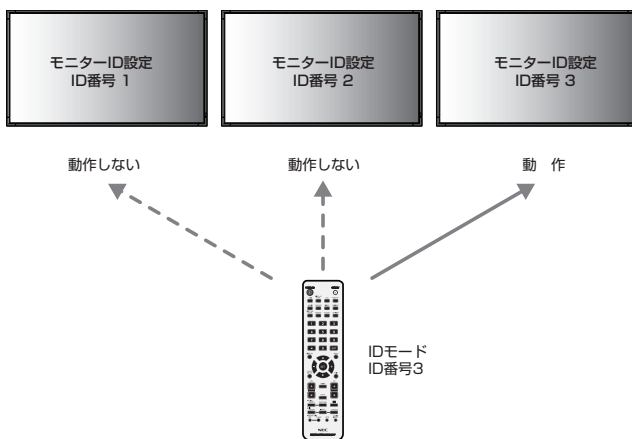 モニターID設定
ID番号 1
モニターID設定
ID番号 2
モニターID設定
ID番号 3
動作しない
動作しない
動 作
IDモード
ID番号3
NEC